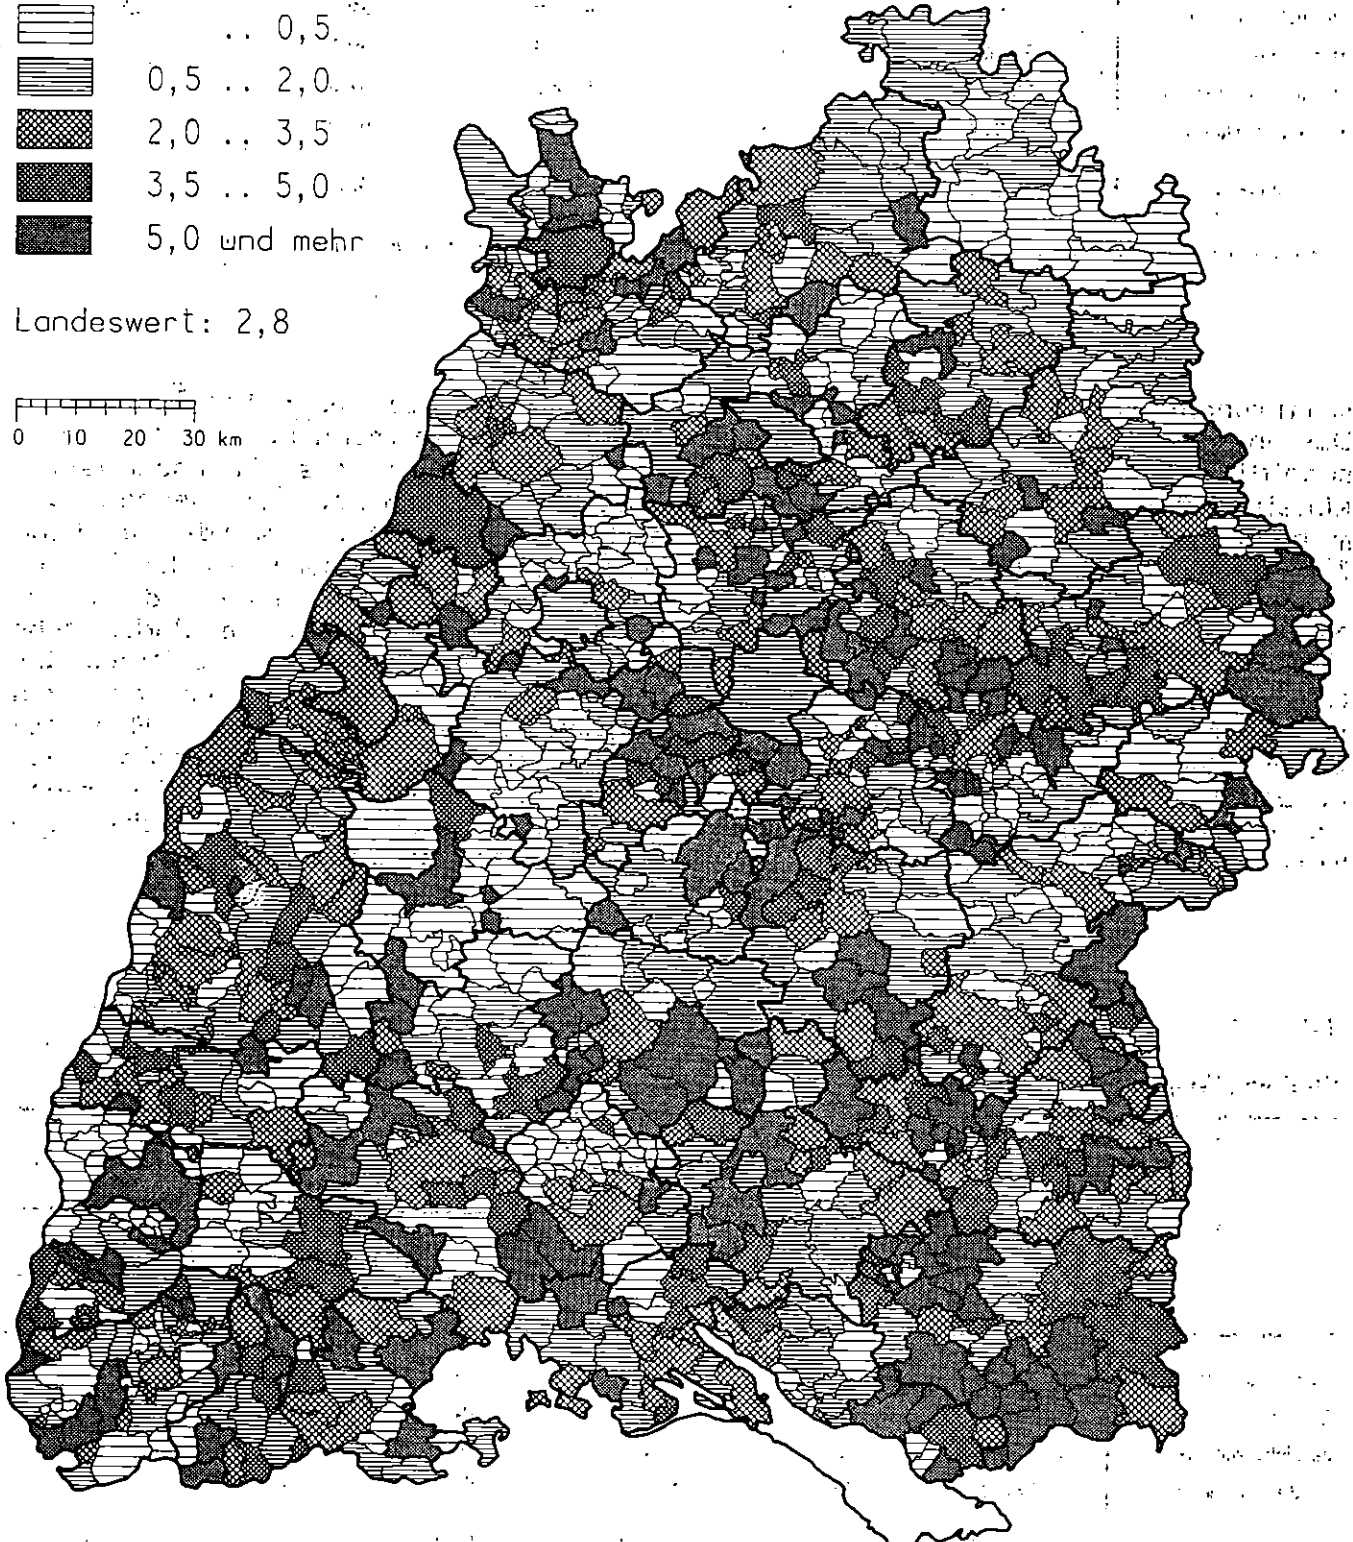 .. 0,5
0,5 .. 2,0
2,0 .. 3,5
3,5 .. 5,0
5,0 und mehr
Landeswert: 2,8
0 10 20 30 km